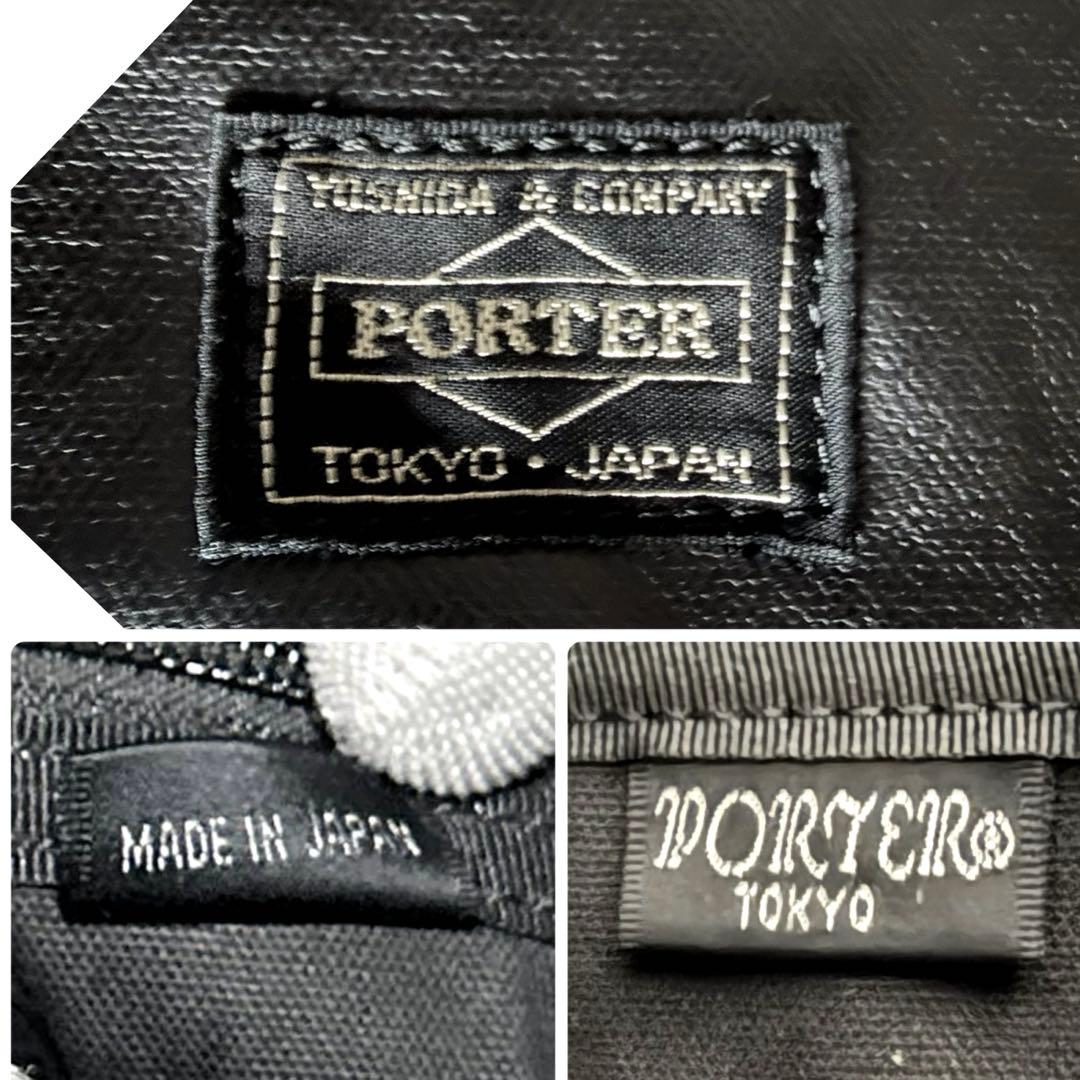 YOSHIDA & COMPANY
PORTER
TOKYO・JAPAN
MADE IN JAPAN
PORTER®
TOKYO